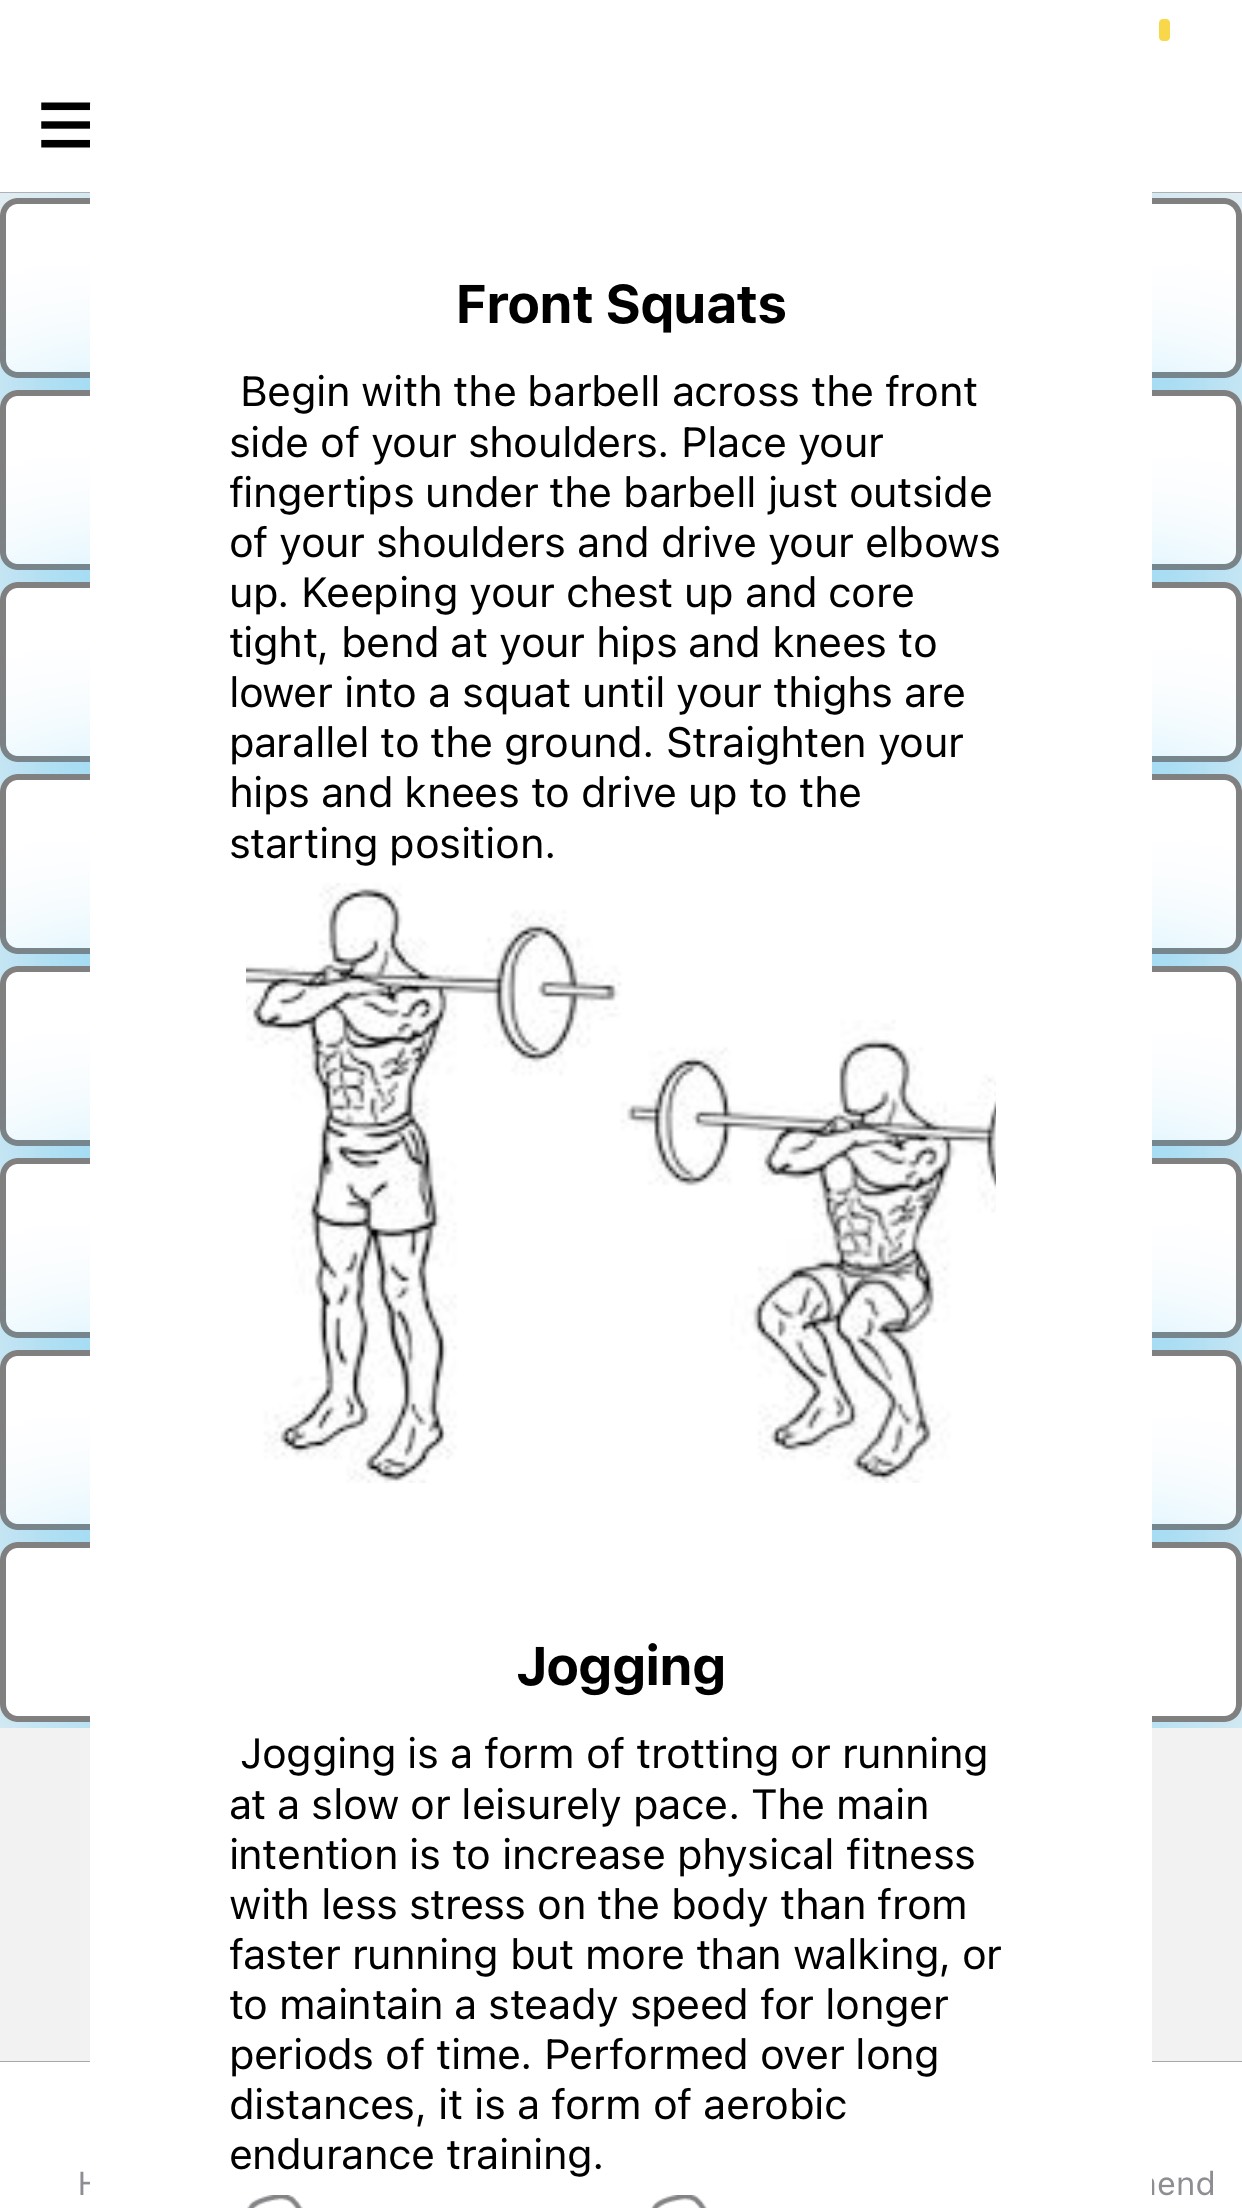 Front Squats
Begin with the barbell across the front
side of your shoulders. Place your
fingertips under the barbell just outside
of your shoulders and drive your elbows
up. Keeping your chest up and core
tight, bend at your hips and knees to
lower into a squat until your thighs are
parallel to the ground. Straighten your
hips and knees to drive up to the
starting position.
Jogging
Jogging is a form of trotting or running
at a slow or leisurely pace. The main
intention is to increase physical fitness
with less stress on the body than from
faster running but more than walking, or
to maintain a steady speed for longer
periods of time. Performed over long
distances, it is a form of aerobic
endurance training.